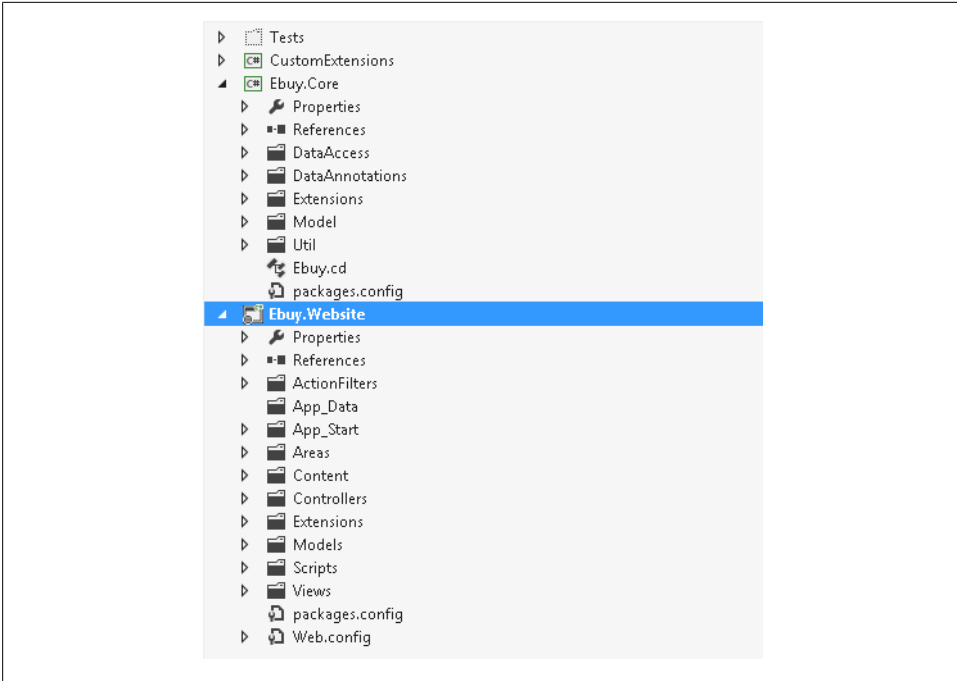 Tests
C# CustomExtensions
C# Ebuy.Core
Properties
References
DataAccess
DataAnnotations
Extensions
Model
Util
Ebuy.cd
packages.config
Ebuy.Website
Properties
References
ActionFilters
App_Data
App_Start
Areas
Content
Controllers
Extensions
Models
Scripts
Views
packages.config
Web.config